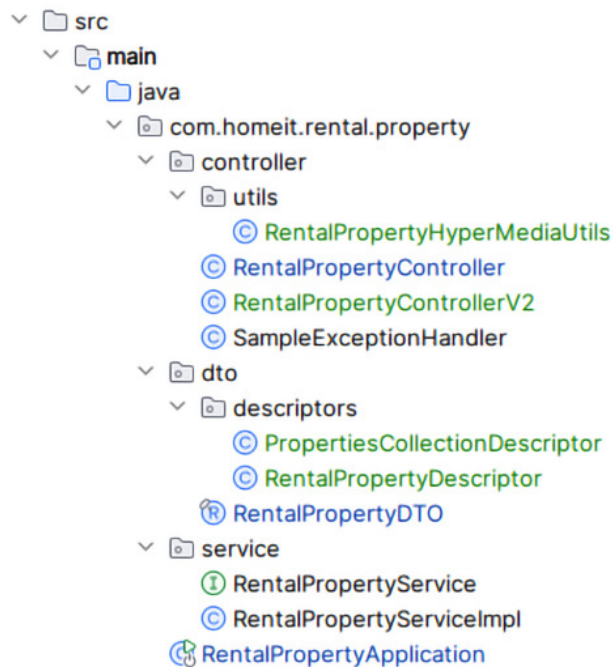 src
main
java
com.homeit.rental.property
controller
utils
RentalPropertyHyperMediaUtils
RentalPropertyController
RentalPropertyControllerV2
SampleExceptionHandler
dto
descriptors
PropertiesCollectionDescriptor
RentalPropertyDescriptor
RentalPropertyDTO
service
RentalPropertyService
RentalPropertyServiceImpl
RentalPropertyApplication